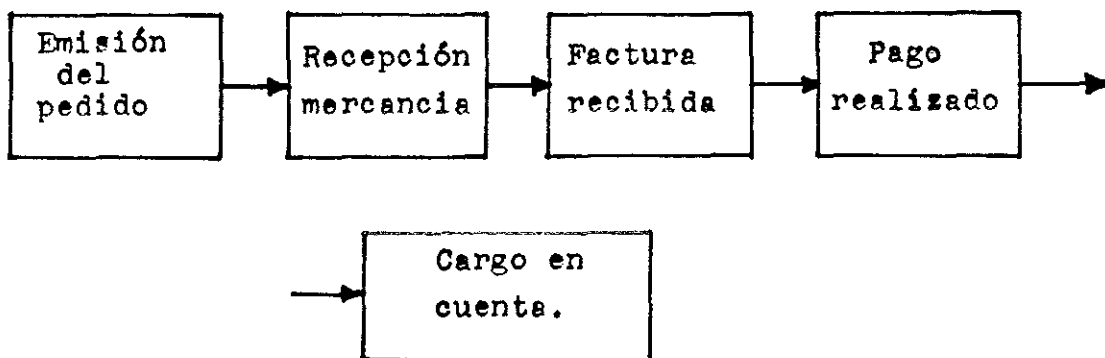 Emisión
del
pedido
Recepción
mercancia
Factura
recibida
Pago
realizado
Cargo en
cuenta.